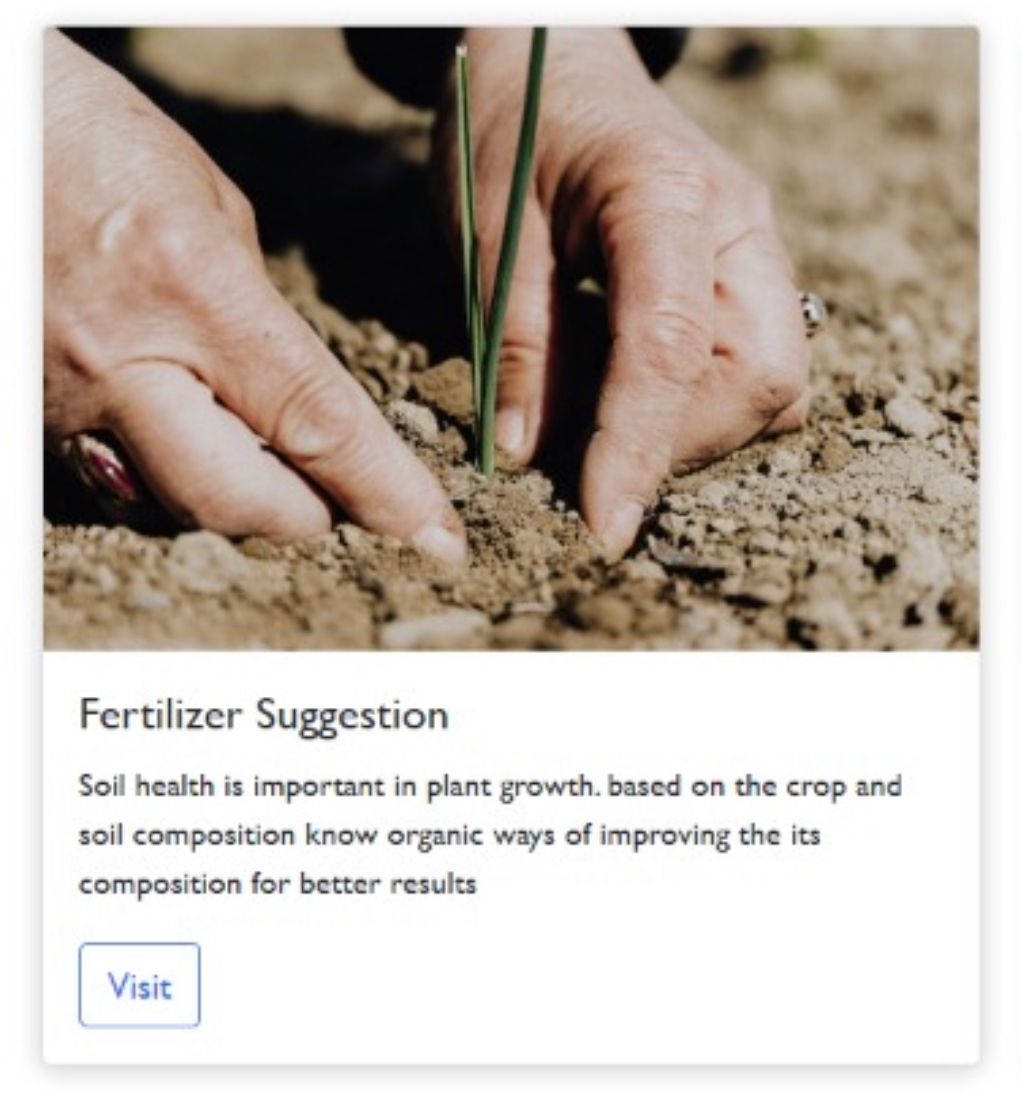 Fertilizer Suggestion
Soil health is important in plant growth. based on the crop and
soil composition know organic ways of improving the its
composition for better results
Visit